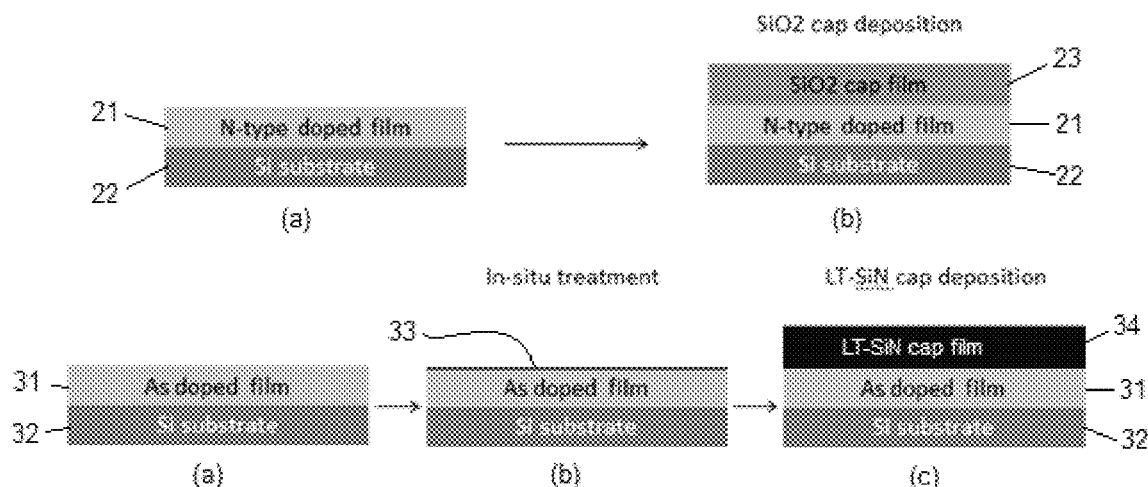 SiO2 cap deposition
23
SiO2 cap film
21
N-type doped film
N-type doped film
21
22
Si substrate
Si substrate
22
(a)
(b)
In-situ treatment
LT-SiN cap deposition
33
34
LT-SiN cap film
31
As doped film
As doped film
As doped film
31
32
Si substrate
Si substrate
Si substrate
32
(a)
(b)
(c)